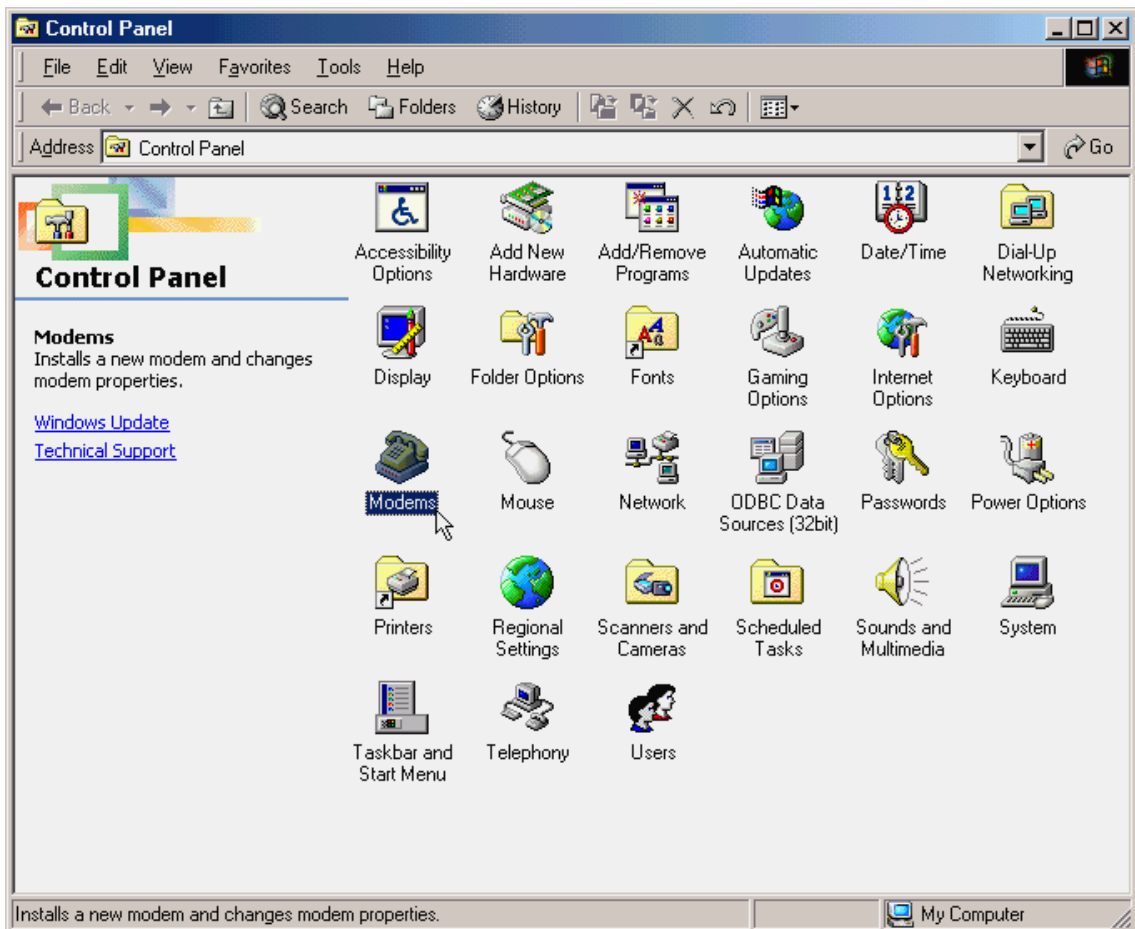 Control Panel
File Edit View Favorites Tools Help
Back Search Folders History
Address Control Panel Go
Control Panel
Modems
Installs a new modem and changes
modem properties.
Windows Update
Technical Support
Accessibility
Options
Add New
Hardware
Add/Remove
Programs
Automatic
Updates
Date/Time
Dial-Up
Networking
Display
Folder Options
Fonts
Gaming
Options
Internet
Options
Keyboard
Modems
Mouse
Network
ODBC Data
Sources (32bit)
Passwords
Power Options
Printers
Regional
Settings
Scanners and
Cameras
Scheduled
Tasks
Sounds and
Multimedia
System
Taskbar and
Start Menu
Telephony
Users
Installs a new modem and changes modem properties.
My Computer